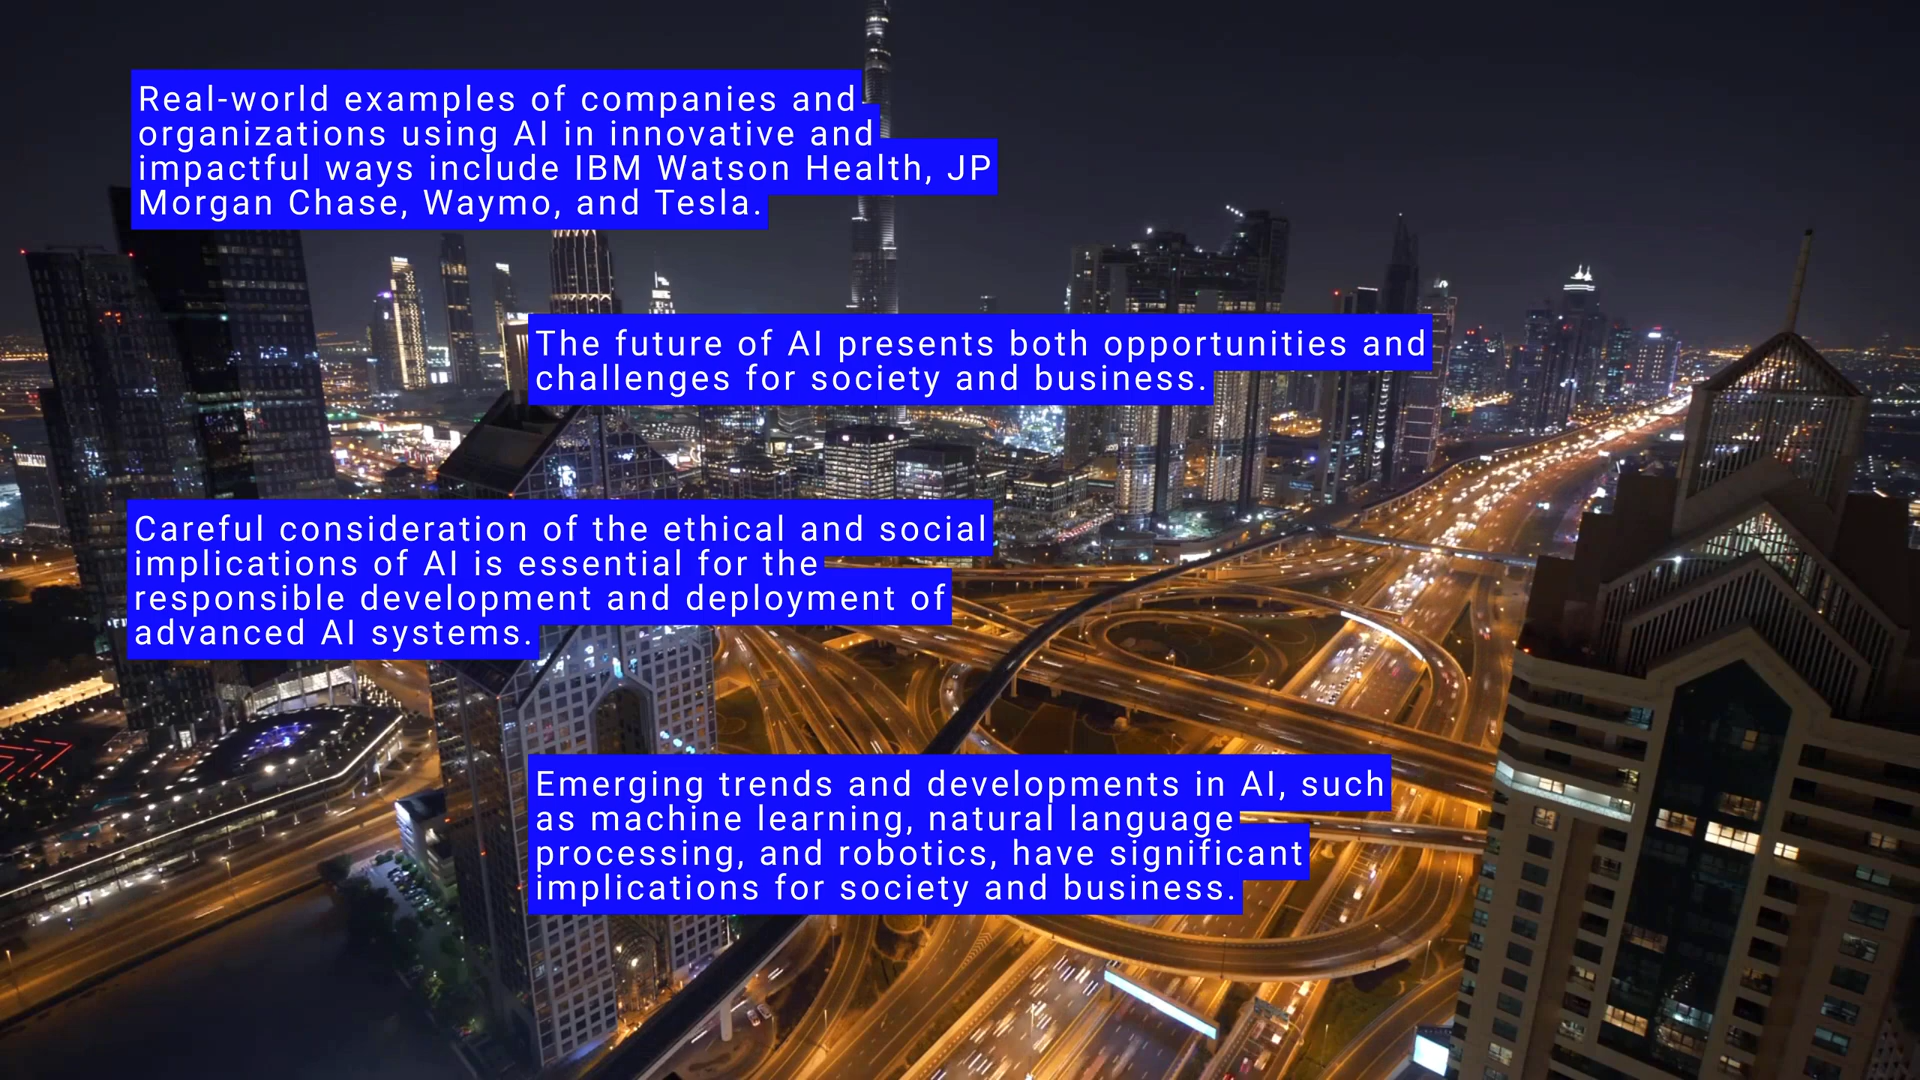 Real-world examples of companies and
organizations using AI in innovative and
impactful ways include IBM Watson Health, JP
Morgan Chase, Waymo, and Tesla.
The future of AI presents both opportunities and
challenges for society and business.
Careful consideration of the ethical and social
implications of AI is essential for the
responsible development and deployment of
advanced AI systems.
Emerging trends and developments in AI, such
as machine learning, natural language
processing, and robotics, have significant
implications for society and business.